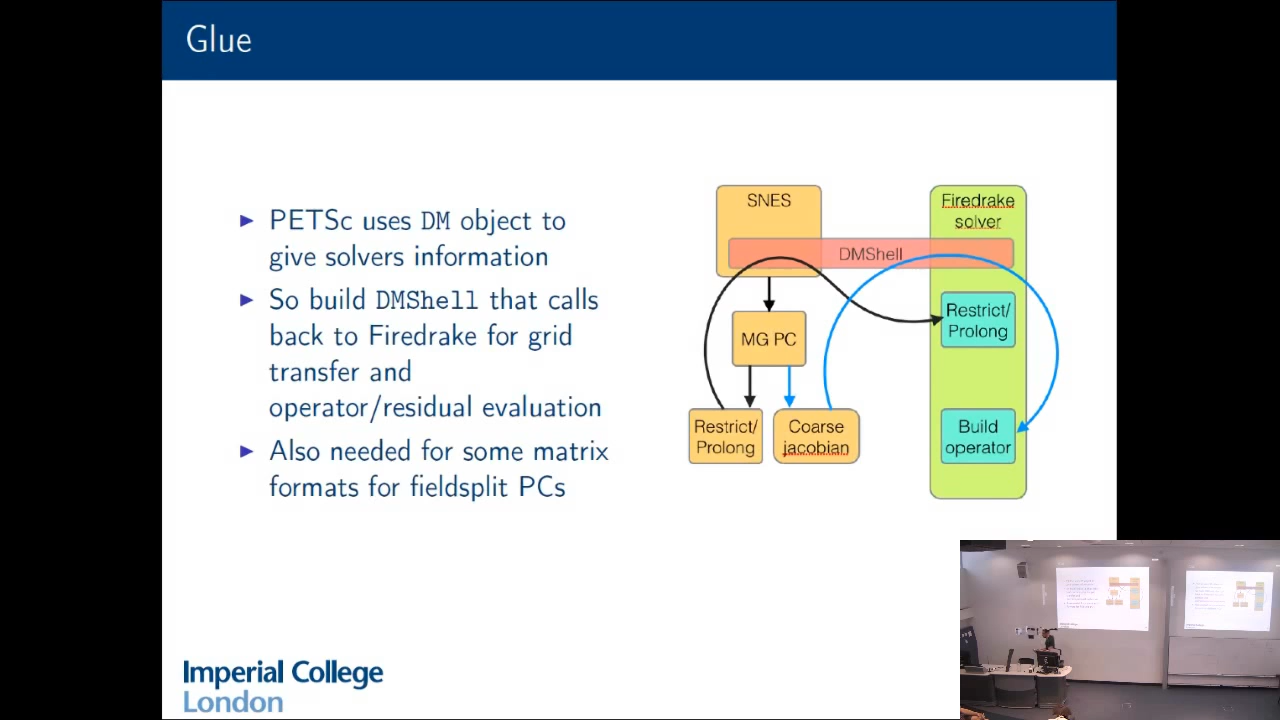 Glue
PETSc uses DM object to
give solvers information
So build DMShell that calls
back to Firedrake for grid
transfer and
operator/residual evaluation
Also needed for some matrix
formats for fieldsplit PCs
SNES
Firedrake
solver
DMShell
MG PC
Restrict/
Prolong
Restrict/
Prolong
Coarse
jacobian
Build
operator
Imperial College
London